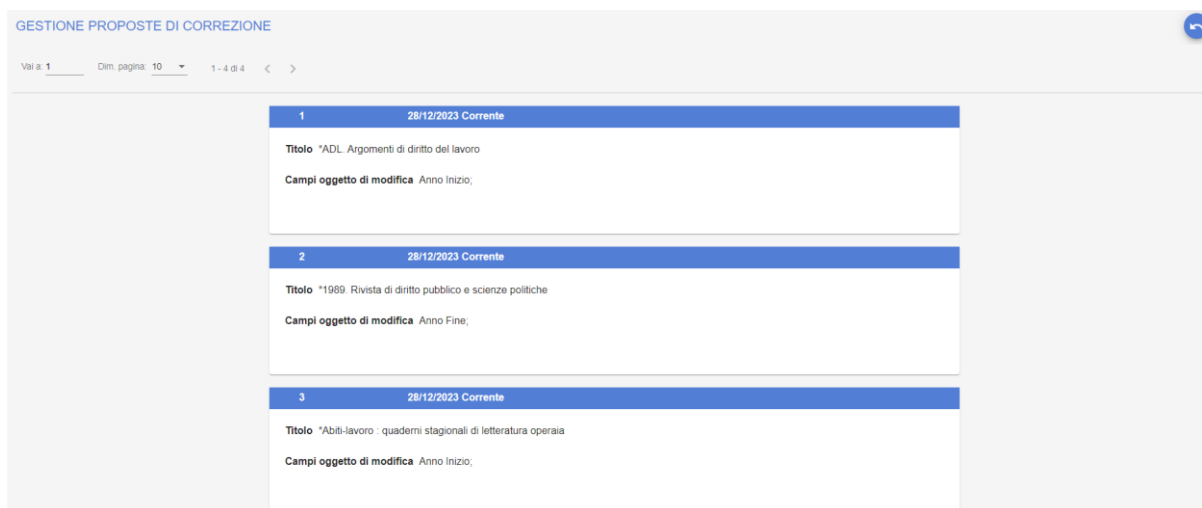 GESTIONE PROPOSTE DI CORREZIONE
Vai a: 1 Dim. pagina: 10 1 - 4 di 4
1 28/12/2023 Corrente
Titolo *ADL. Argomenti di diritto del lavoro
Campi oggetto di modifica Anno Inizio;
2 28/12/2023 Corrente
Titolo *1989. Rivista di diritto pubblico e scienze politiche
Campi oggetto di modifica Anno Fine;
3 28/12/2023 Corrente
Titolo *Abiti-lavoro : quaderni stagionali di letteratura operaia
Campi oggetto di modifica Anno Inizio;